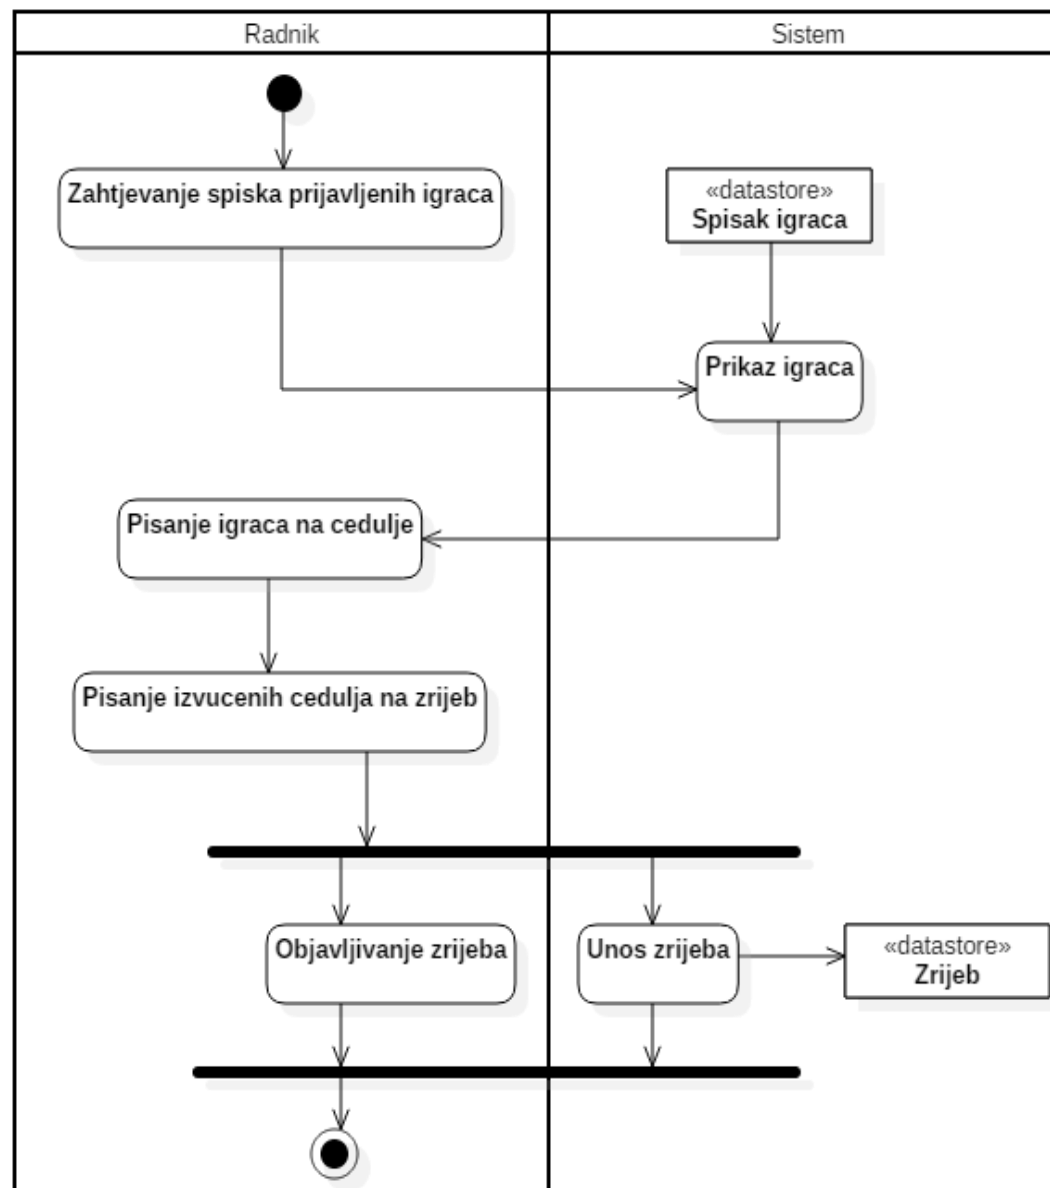 Radnik
Sistem
Zahtjevanje spiska prijavljenih igraca
«datastore»
Spisak igraca
Prikaz igraca
Pisanje igraca na cedulje
Pisanje izvucenih cedulja na zrijeb
Objavljivanje zrijeba
Unos zrijeba
«datastore»
Zrijeb